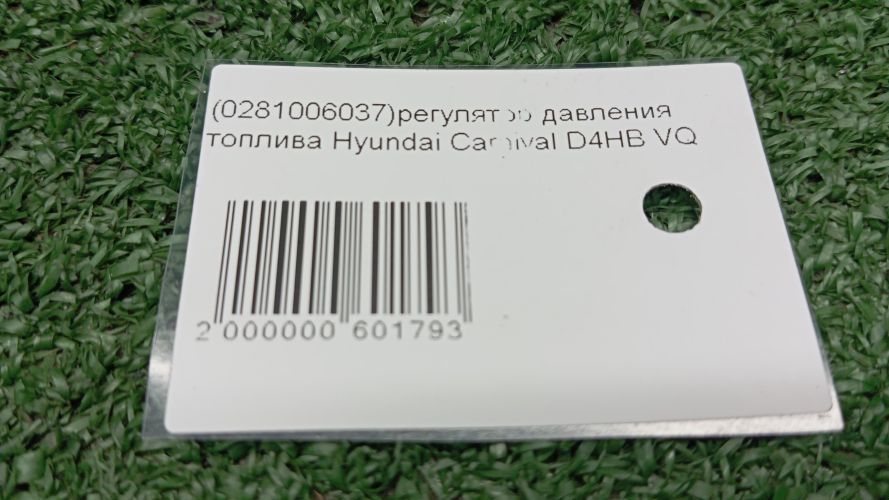 (0281006037)регулятор давления
топлива Hyundai Carnival D4HB VQ
2 000000 601793